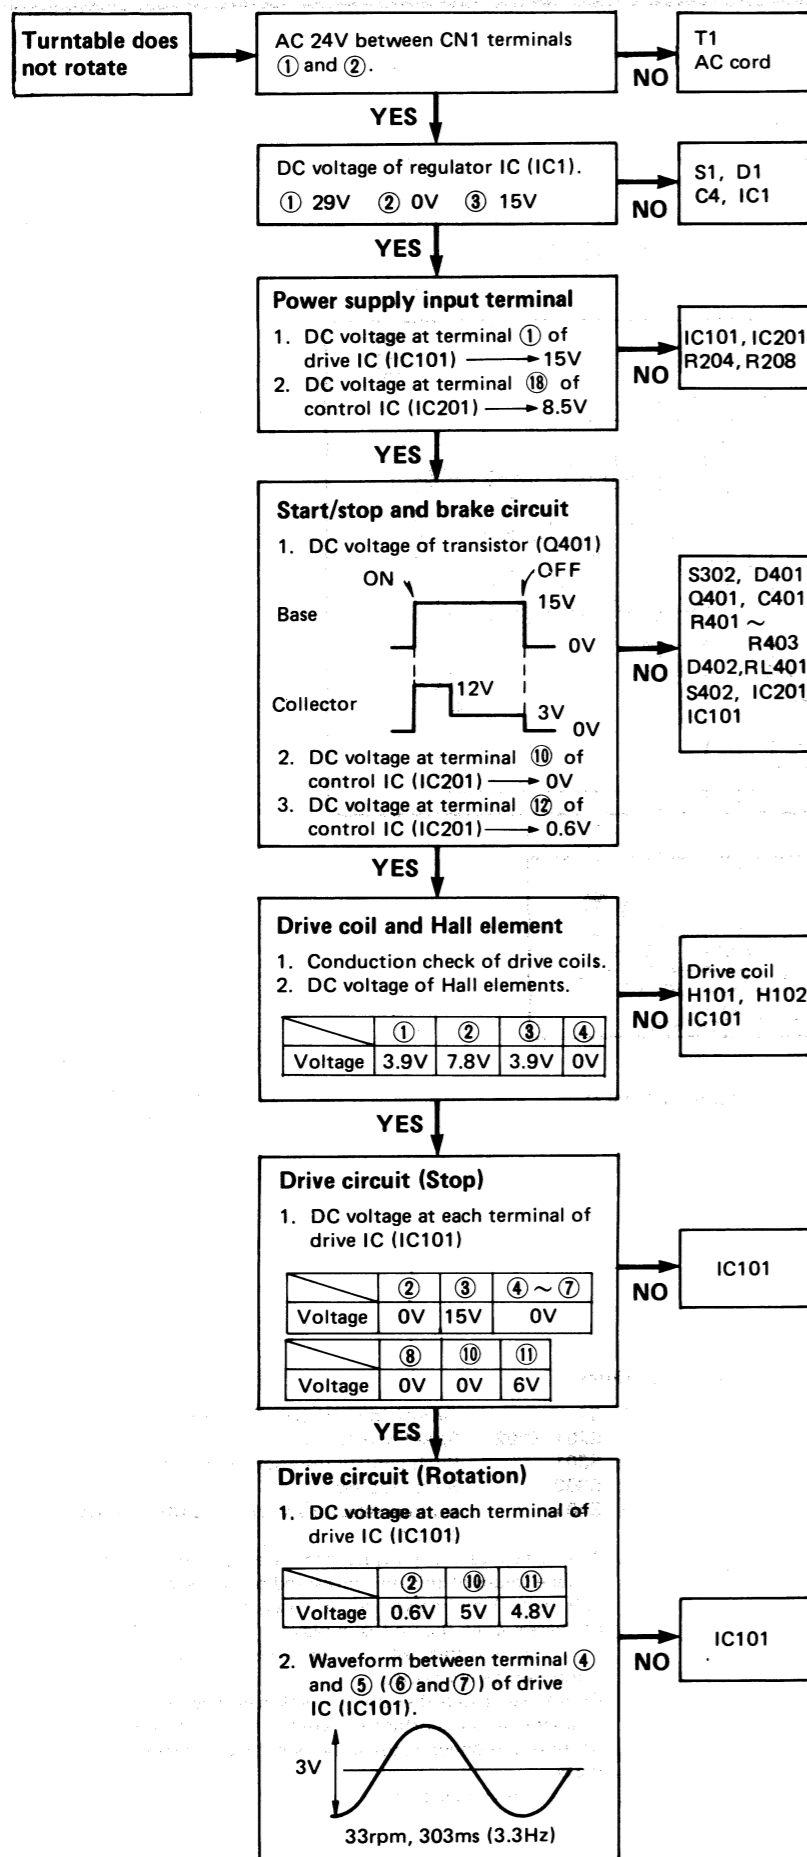 Turntable does
not rotate
AC 24V between CN1 terminals
① and ②.
NO
T1
AC cord
YES
DC voltage of regulator IC (IC1).
① 29V ② 0V ③ 15V
NO
S1, D1
C4, IC1
YES
Power supply input terminal
1. DC voltage at terminal ① of
drive IC (IC101) → 15V
2. DC voltage at terminal ⑱ of
control IC (IC201) → 8.5V
NO
IC101, IC201
R204, R208
YES
Start/stop and brake circuit
1. DC voltage of transistor (Q401)
ON OFF
Base 15V
0V
Collector 12V
3V
0V
2. DC voltage at terminal ⑩ of
control IC (IC201) → 0V
3. DC voltage at terminal ⑫ of
control IC (IC201) → 0.6V
NO
S302, D401
Q401, C401
R401 ~
R403
D402, RL401
S402, IC201
IC101
YES
Drive coil and Hall element
1. Conduction check of drive coils.
2. DC voltage of Hall elements.
① ② ③ ④
Voltage 3.9V 7.8V 3.9V 0V
NO
Drive coil
H101, H102
IC101
YES
Drive circuit (Stop)
1. DC voltage at each terminal of
drive IC (IC101)
② ③ ④ ~ ⑦
Voltage 0V 15V 0V
⑧ ⑩ ⑪
Voltage 0V 0V 6V
NO
IC101
YES
Drive circuit (Rotation)
1. DC voltage at each terminal of
drive IC (IC101)
② ⑩ ⑪
Voltage 0.6V 5V 4.8V
2. Waveform between terminal ④
and ⑤ (⑥ and ⑦) of drive
IC (IC101).
3V
33rpm, 303ms (3.3Hz)
NO
IC101